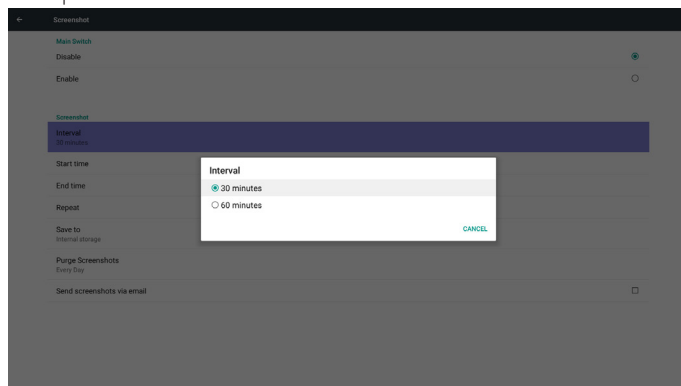 Screenshot
Main Switch
Disable
Enable
Screenshot
Interval
30 minutes
Start time
Interval
30 minutes
End time
60 minutes
Repeat
CANCEL
Save to
Internal storage
Purge Screenshots
Every Day
Send screenshots via email